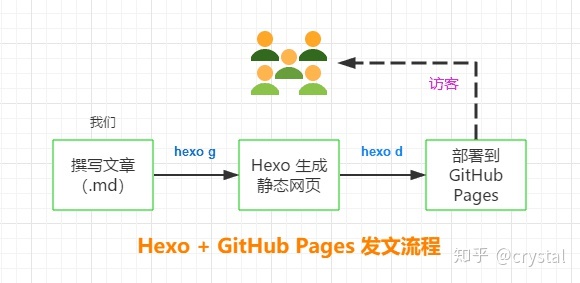 访客
我们
撰写文章
（.md）
hexo g
Hexo 生成
静态网页
hexo d
部署到
GitHub
Pages
Hexo + GitHub Pages 发文流程
知乎 @crystal